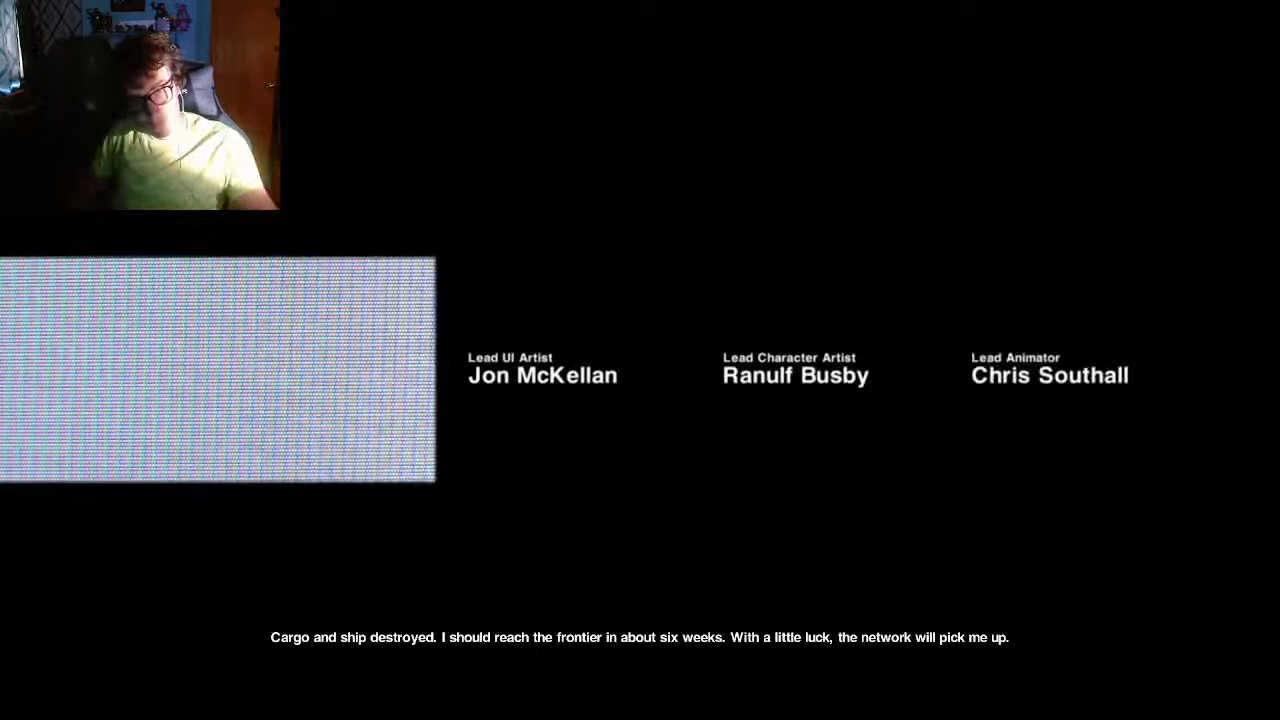 Lead UI Artist
Jon McKellan
Lead Character Artist
Ranulf Busby
Lead Animator
Chris Southall
Cargo and ship destroyed. I should reach the frontier in about six weeks. With a little luck, the network will pick me up.